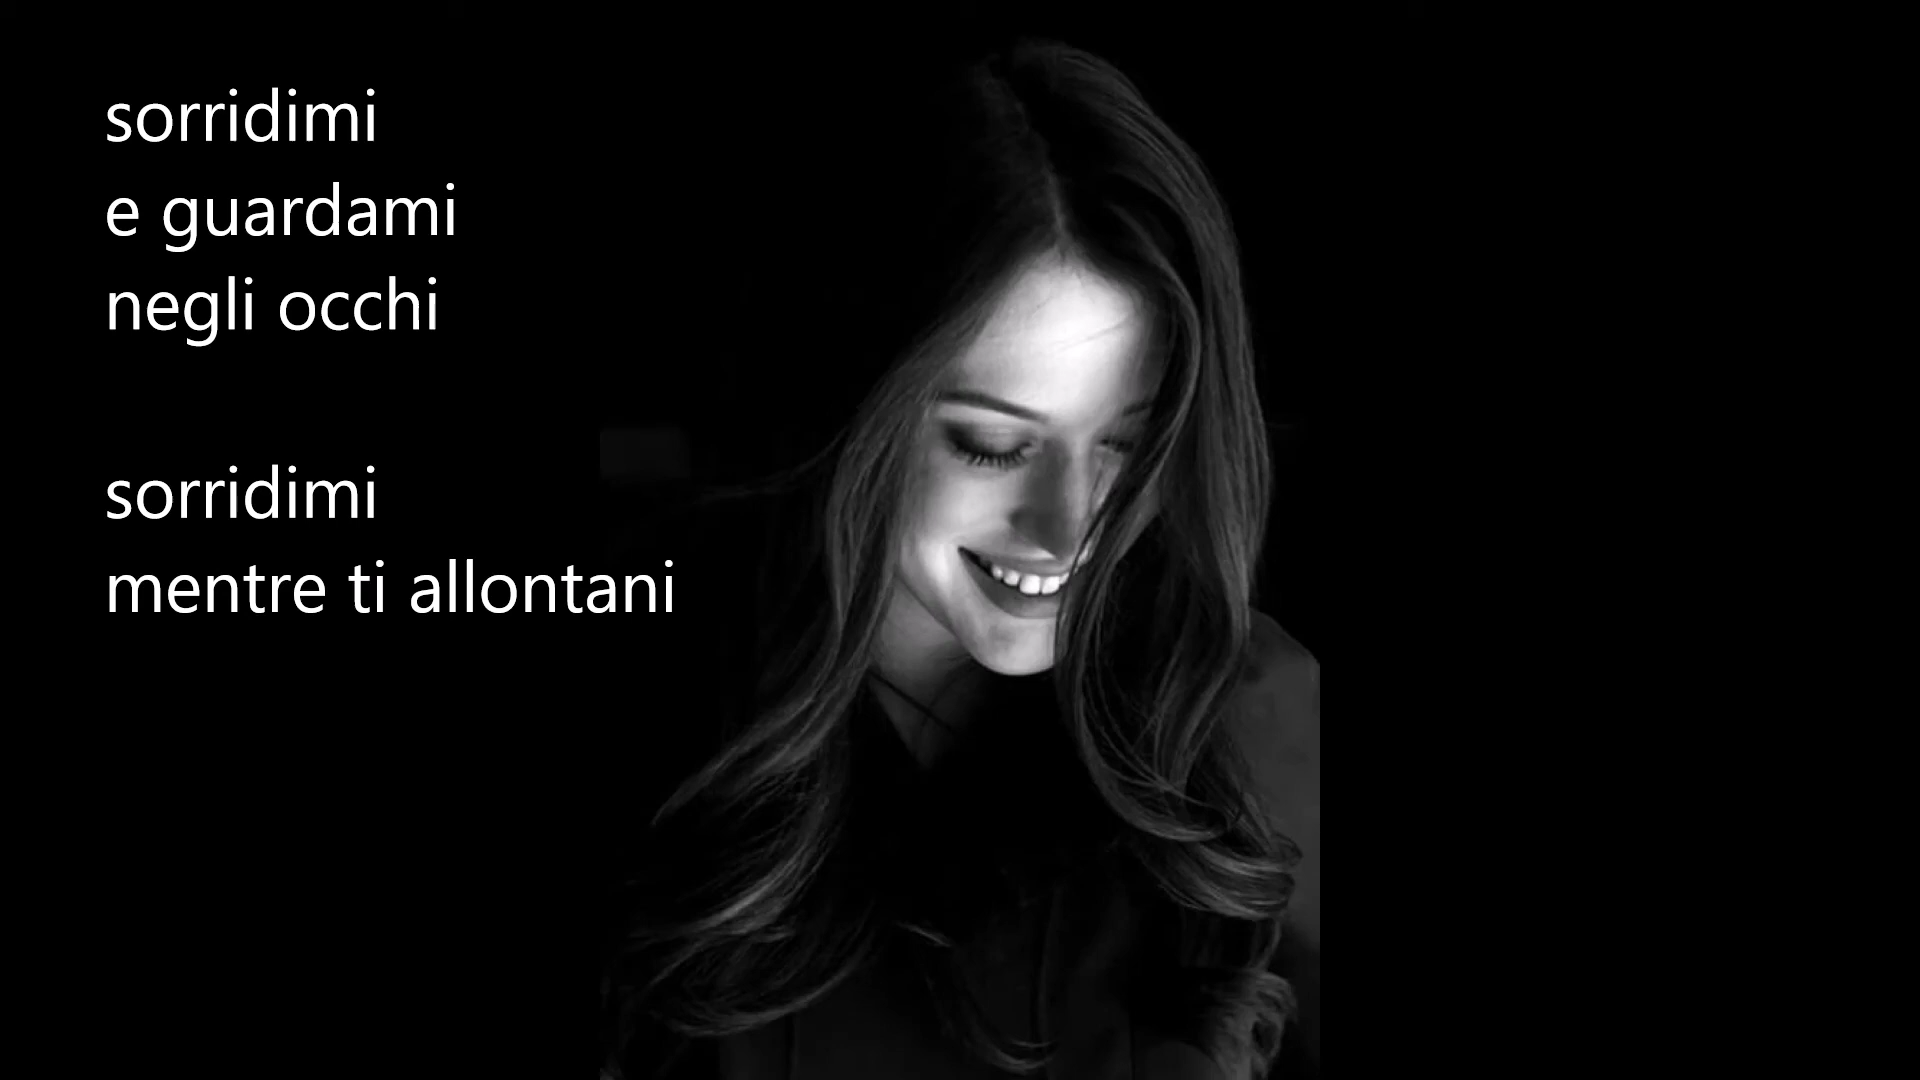 sorridimi
e guardami
negli occhi
sorridimi
mentre ti allontani